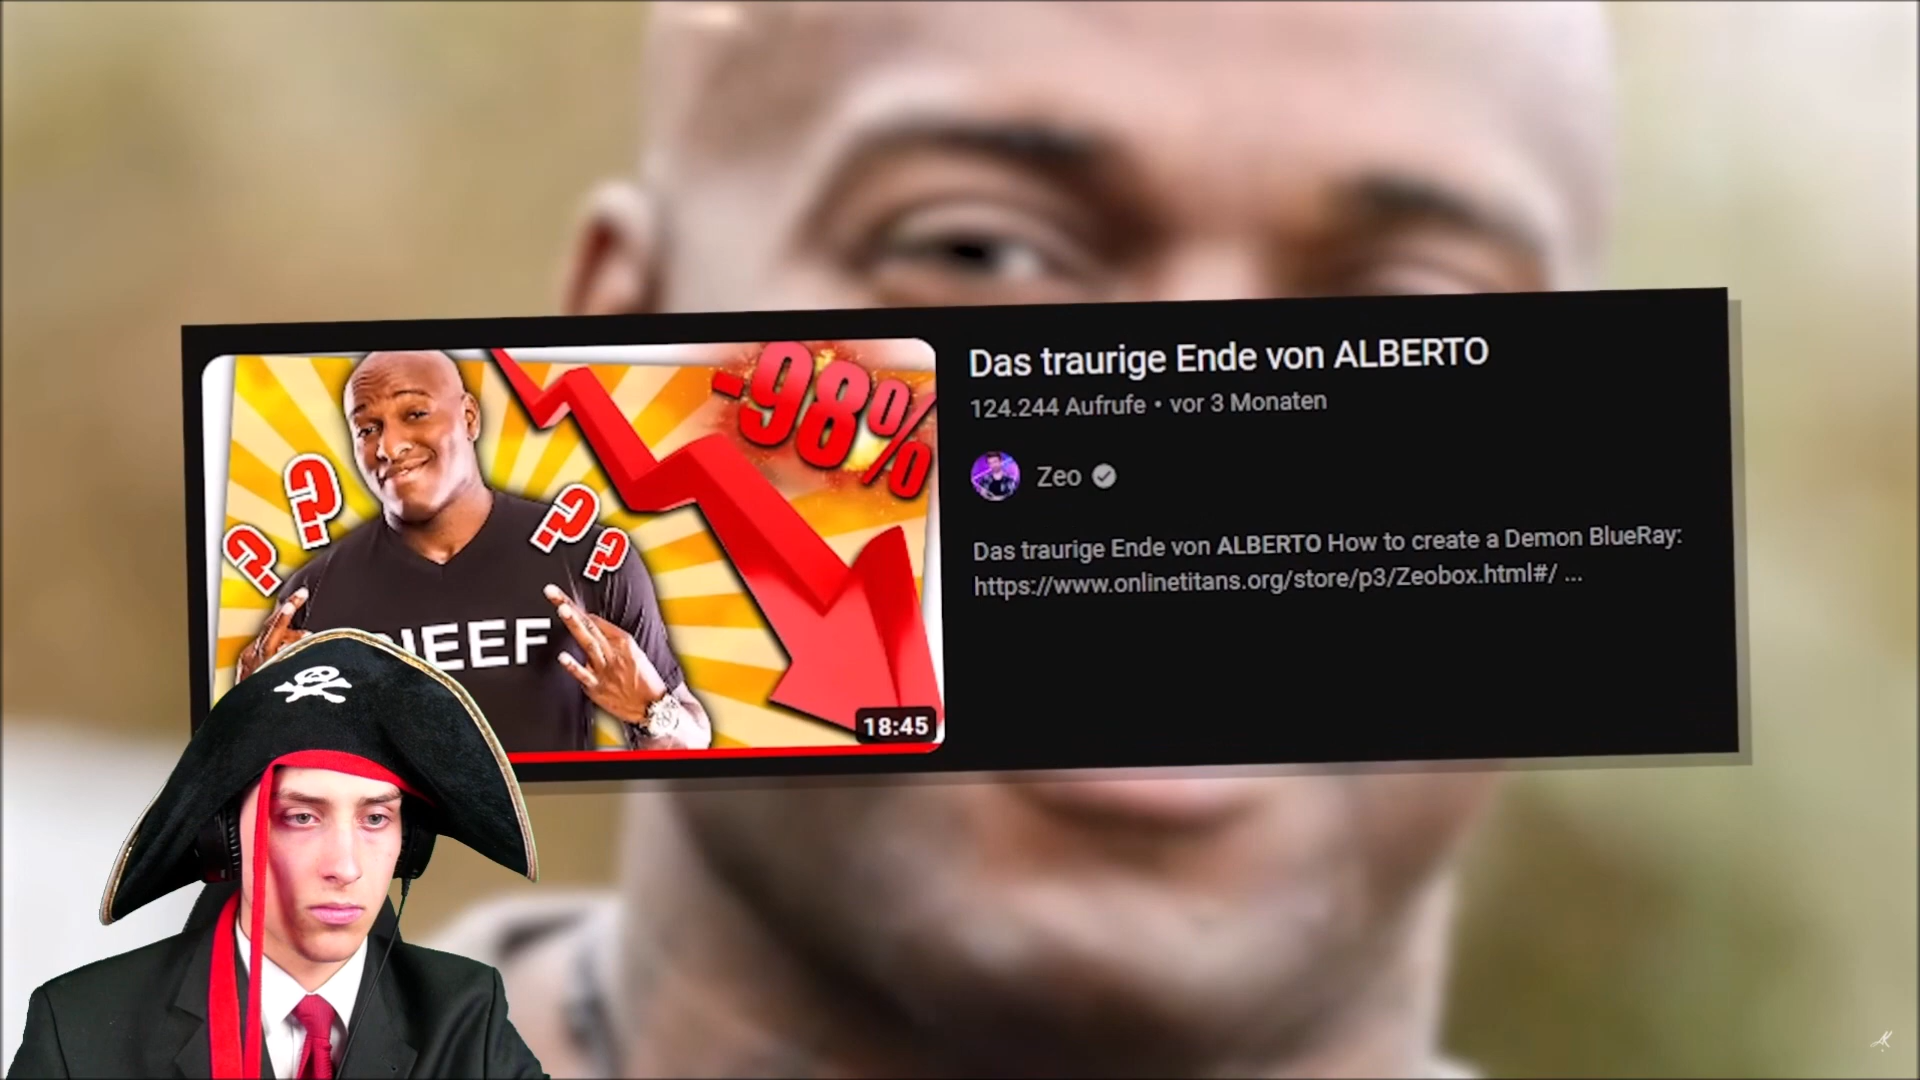 -98%
? ? ? ?
NEEF
18:45
Das traurige Ende von ALBERTO
124.244 Aufrufe • vor 3 Monaten
Zeo
Das traurige Ende von ALBERTO How to create a Demon BlueRay:
https://www.onlinetitans.org/store/p3/Zeobox.html#/ ...